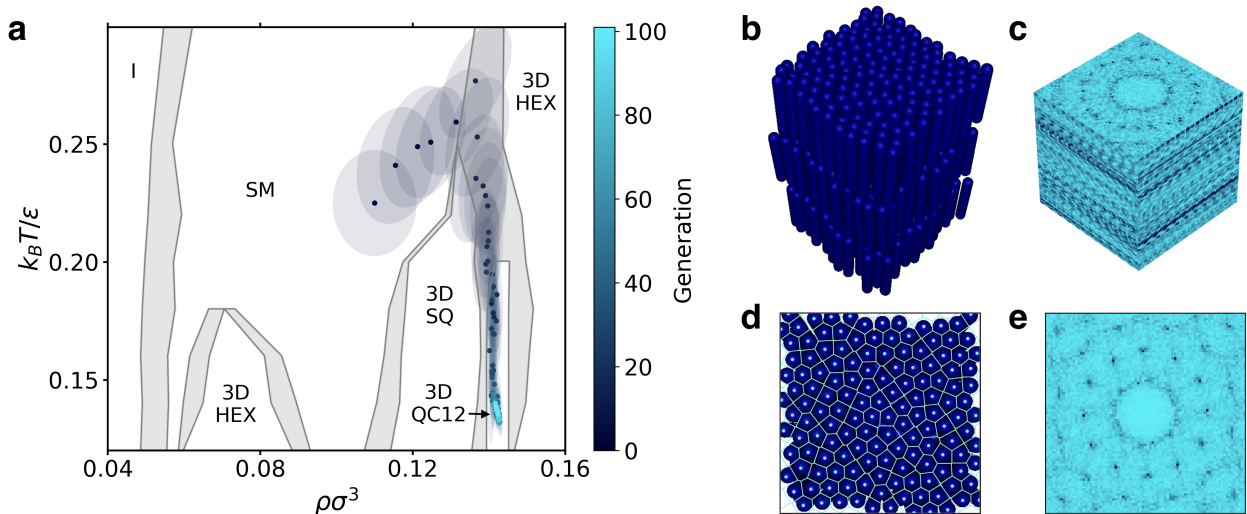 a
b
c
d
e
I
SM
3D
HEX
3D
SQ
3D
QC12
3D
HEX
0.25
0.20
0.15
0.04
0.08
0.12
0.16
k_BT/ε
ρσ³
100
80
60
40
20
0
Generation